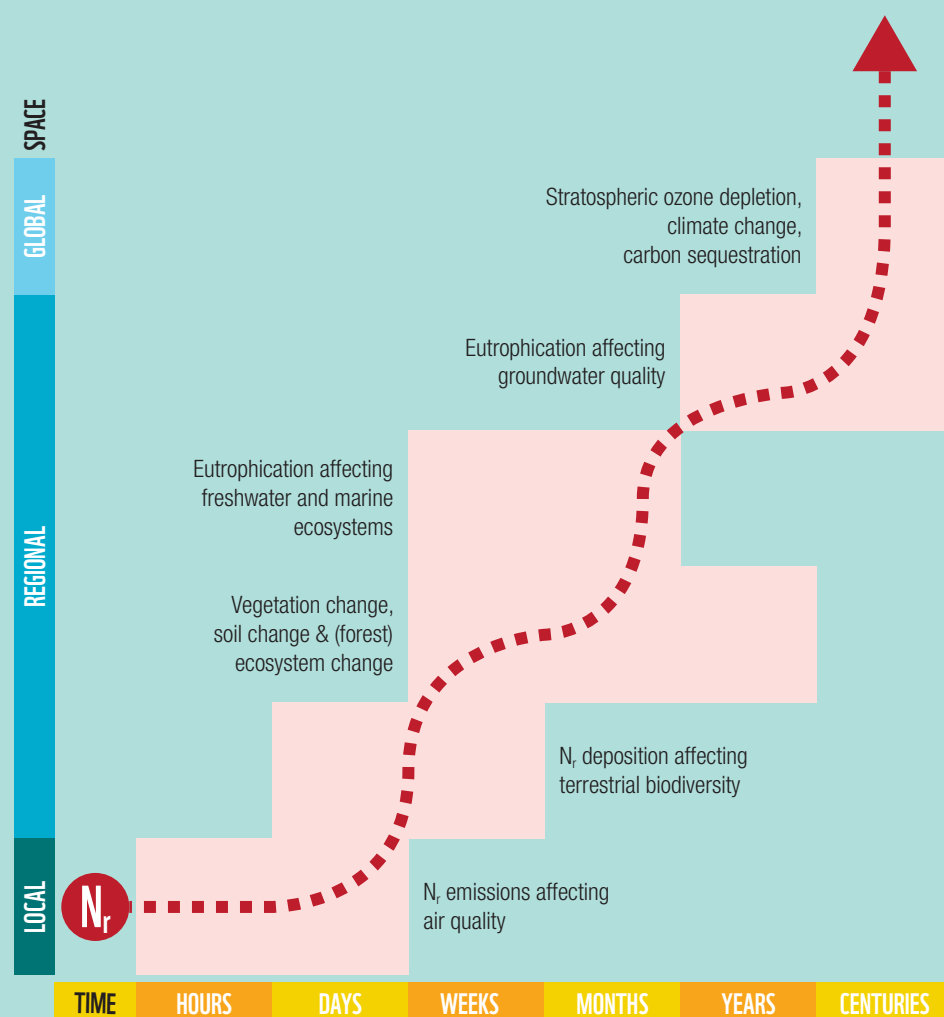 SPACE
GLOBAL
Stratospheric ozone depletion,
climate change,
carbon sequestration
Eutrophication affecting
groundwater quality
REGIONAL
Eutrophication affecting
freshwater and marine
ecosystems
Vegetation change,
soil change & (forest)
ecosystem change
Nr deposition affecting
terrestrial biodiversity
LOCAL
Nr
Nr emissions affecting
air quality
TIME HOURS DAYS WEEKS MONTHS YEARS CENTURIES